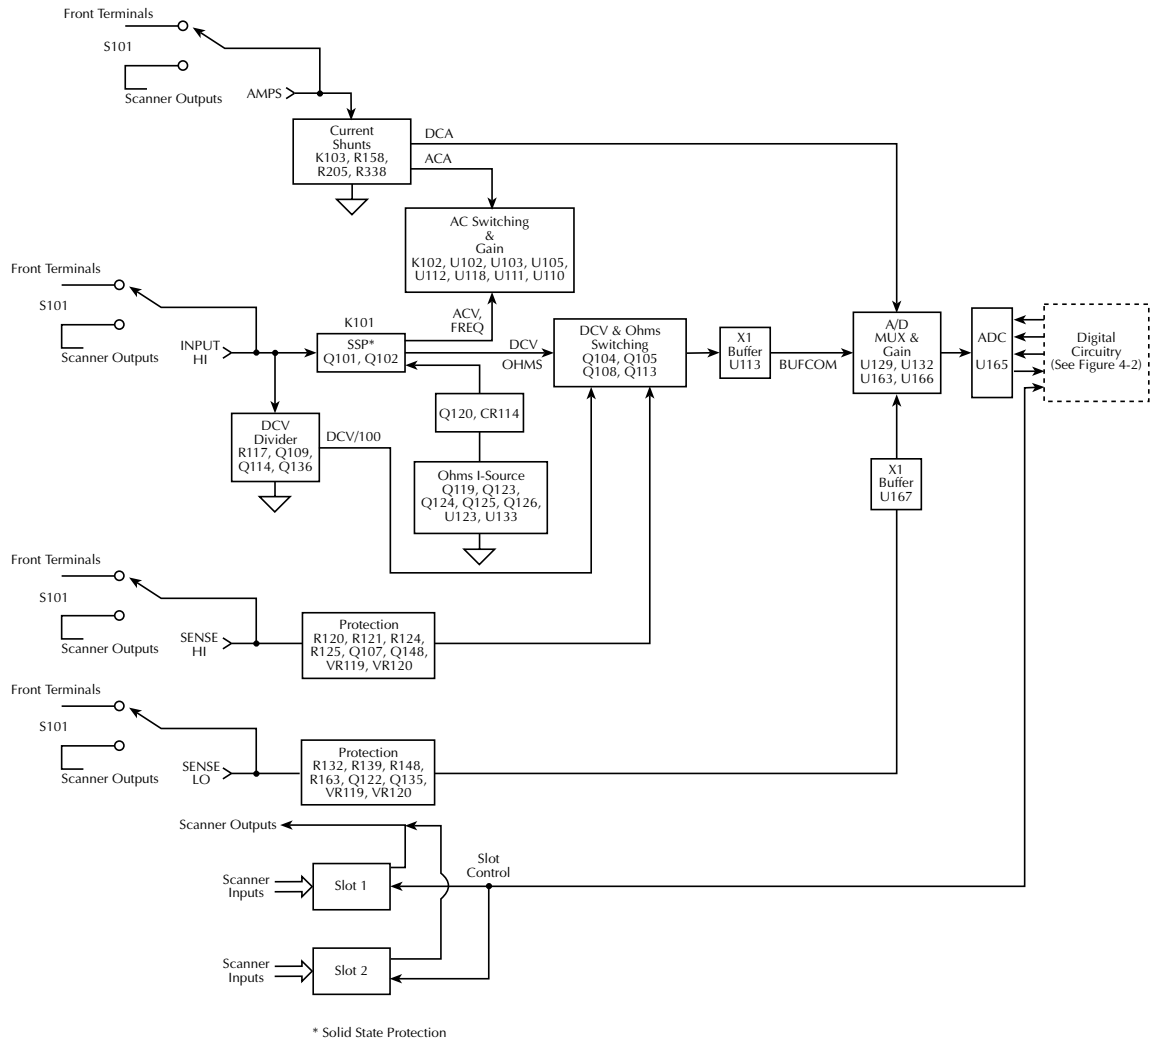 Front Terminals
S101
Scanner Outputs
AMPS
Current
Shunts
K103, R158,
R205, R338
DCA
ACA
AC Switching
&
Gain
K102, U102, U103, U105,
U112, U118, U111, U110
Front Terminals
S101
Scanner Outputs
INPUT
HI
K101
SSP*
Q101, Q102
ACV,
FREQ
DCV
OHMS
DCV & Ohms
Switching
Q104, Q105
Q108, Q113
X1
Buffer
U113
BUFCOM
A/D
MUX &
Gain
U129, U132
U163, U166
ADC
U165
Digital
Circuitry
(See Figure 4-2)
DCV
Divider
R117, Q109,
Q114, Q136
DCV/100
Q120, CR114
Ohms I-Source
Q119, Q123,
Q124, Q125, Q126,
U123, U133
X1
Buffer
U167
Front Terminals
S101
Scanner Outputs
SENSE
HI
Protection
R120, R121, R124,
R125, Q107, Q148,
VR119, VR120
Front Terminals
S101
Scanner Outputs
SENSE
LO
Protection
R132, R139, R148,
R163, Q122, Q135,
VR119, VR120
Scanner Outputs
Scanner
Inputs
Slot 1
Slot
Control
Scanner
Inputs
Slot 2
* Solid State Protection